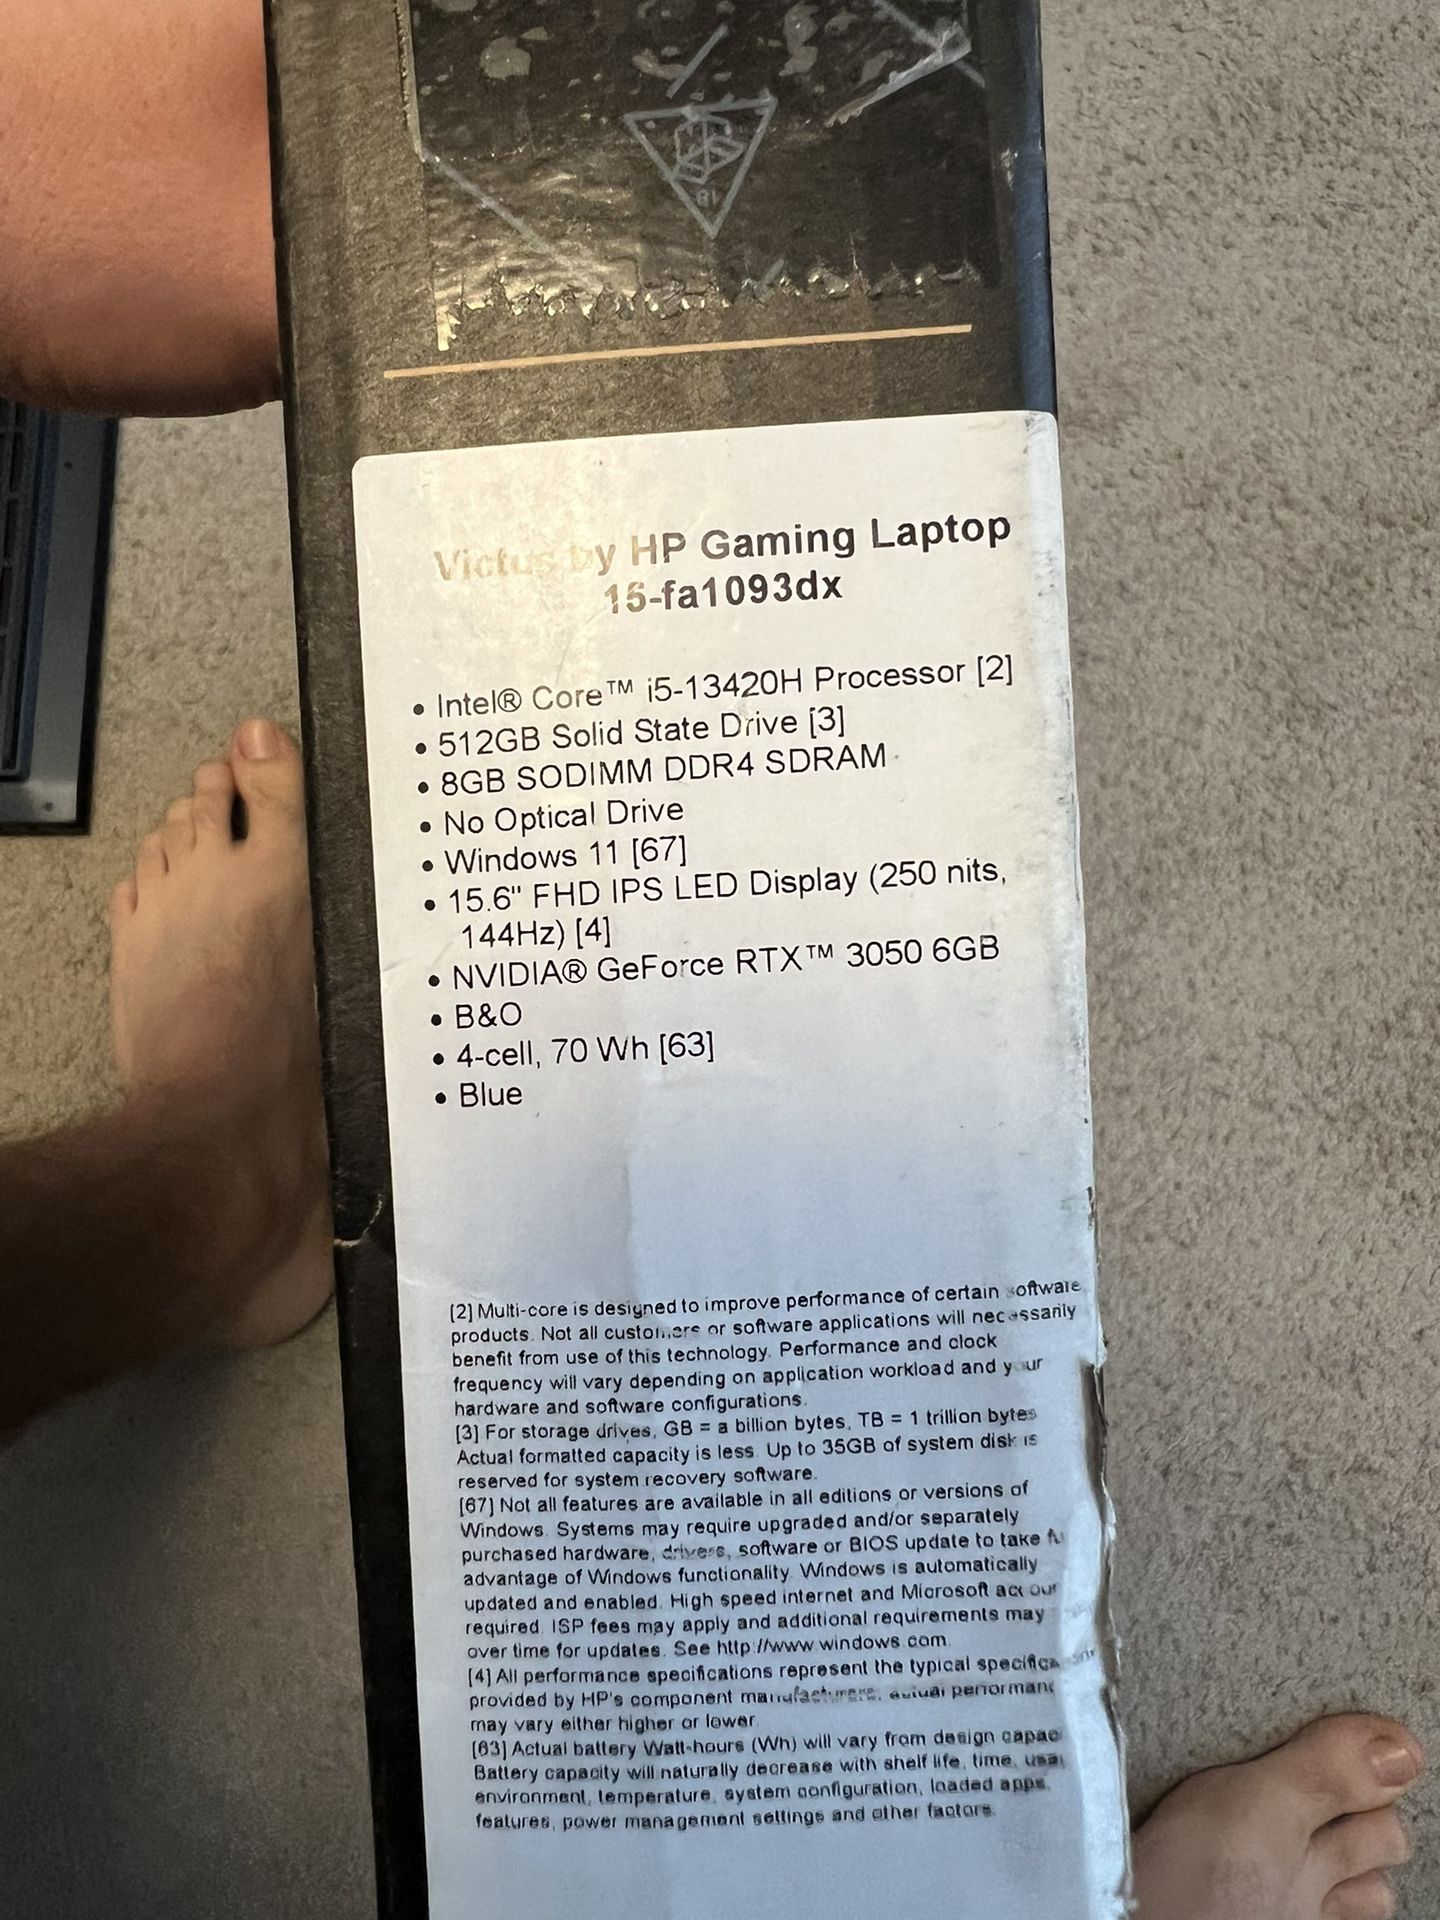 Victus by HP Gaming Laptop
15-fa1093dx
• Intel® Core™ i5-13420H Processor [2]
• 512GB Solid State Drive [3]
• 8GB SODIMM DDR4 SDRAM
• No Optical Drive
• Windows 11 [67]
• 15.6" FHD IPS LED Display (250 nits,
144Hz) [4]
• NVIDIA® GeForce RTX™ 3050 6GB
• B&O
• 4-cell, 70 Wh [63]
• Blue
[2] Multi-core is designed to improve performance of certain software
products. Not all customers or software applications will necessarily
benefit from use of this technology. Performance and clock
frequency will vary depending on application workload and your
hardware and software configurations.
[3] For storage drives, GB = a billion bytes, TB = 1 trillion bytes
Actual formatted capacity is less. Up to 35GB of system disk is
reserved for system recovery software.
[67] Not all features are available in all editions or versions of
Windows. Systems may require upgraded and/or separately
purchased hardware, drivers, software or BIOS update to take
advantage of Windows functionality. Windows is automatically
updated and enabled. High speed internet and Microsoft
required. ISP fees may apply and additional requirements may
over time for updates. See http://www.windows.com.
[4] All performance specifications represent the typical
provided by HP's component manufacturers; actual
may vary either higher or lower.
[63] Actual battery Watt-hours (Wh) will vary from design
Battery capacity will naturally decrease with shelf life, time,
environment, temperature, system configuration, loaded apps,
features, power management settings and other factors.